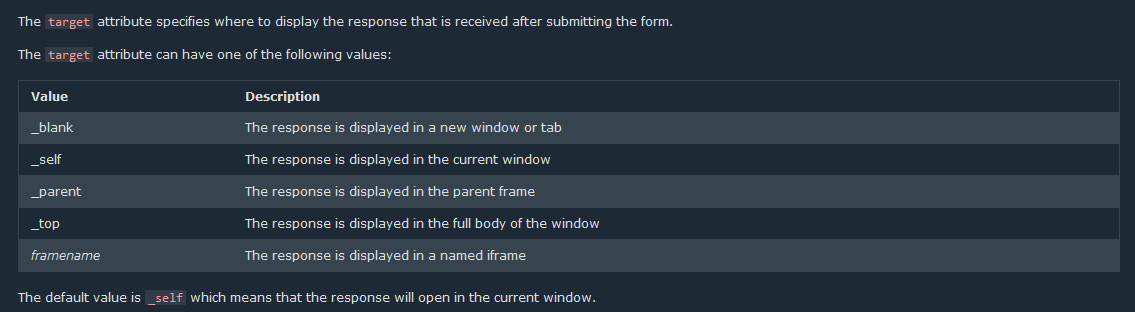 The target attribute specifies where to display the response that is received after submitting the form.
The target attribute can have one of the following values:
Value Description
_blank The response is displayed in a new window or tab
_self The response is displayed in the current window
_parent The response is displayed in the parent frame
_top The response is displayed in the full body of the window
framename The response is displayed in a named iframe
The default value is _self which means that the response will open in the current window.